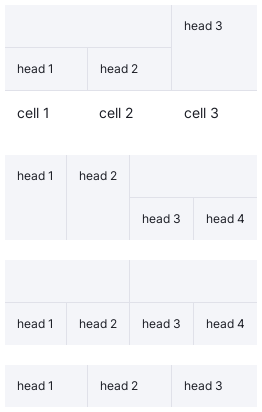 head 3
head 1 head 2
cell 1 cell 2 cell 3
head 1 head 2
head 3 head 4
head 1 head 2 head 3 head 4
head 1 head 2 head 3